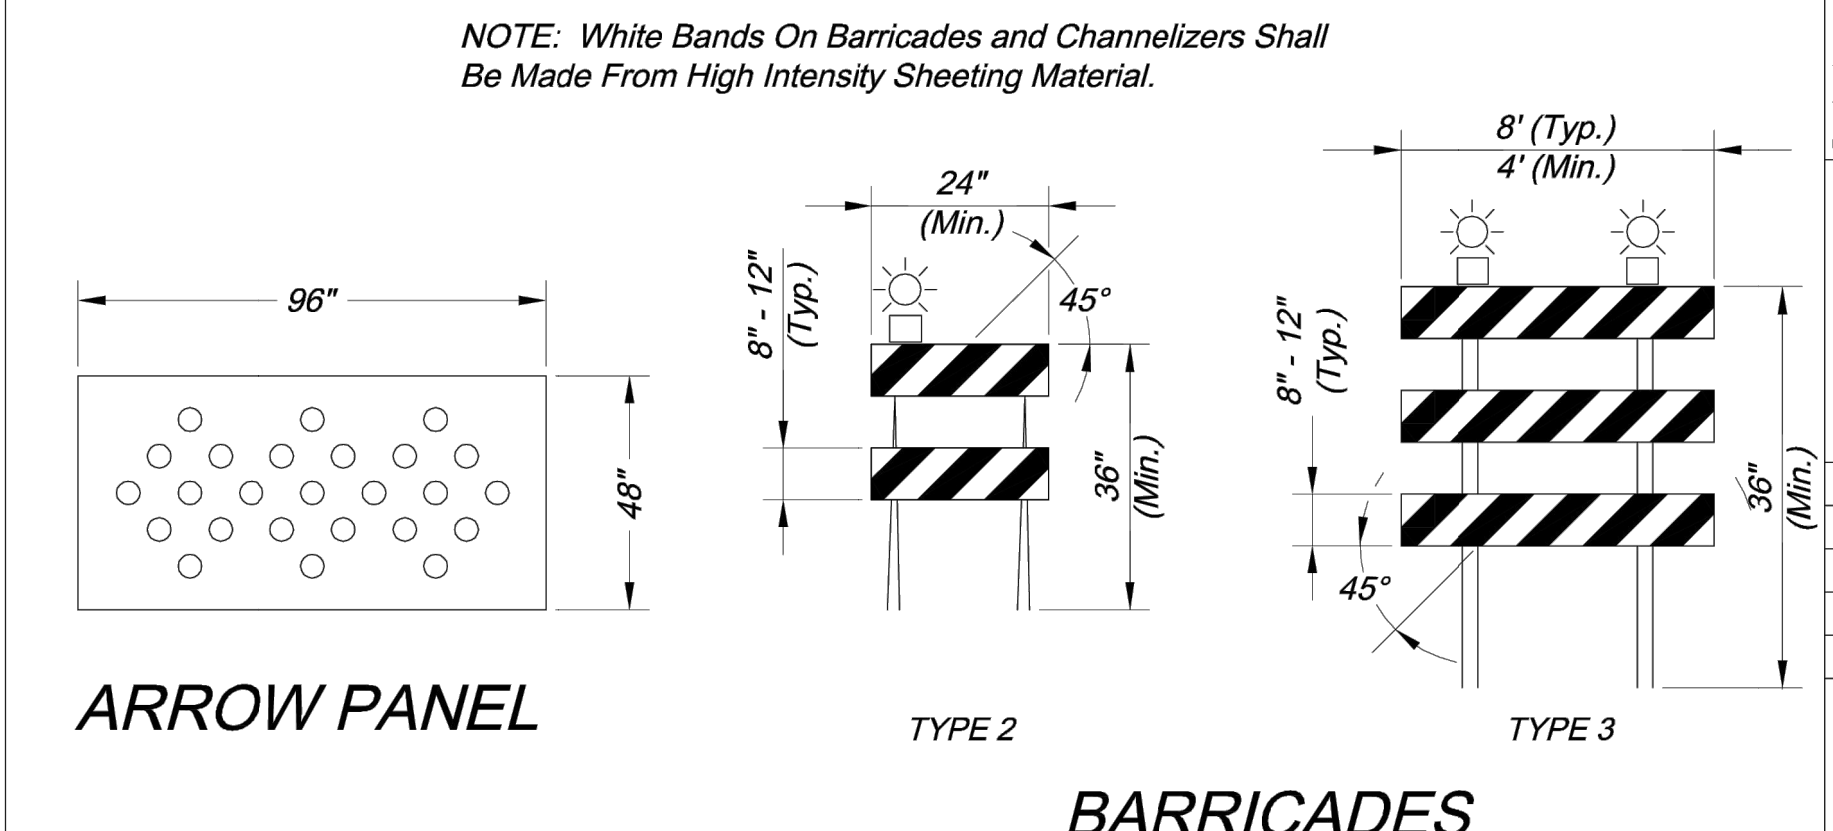 NOTE: White Bands On Barricades and Channelizers Shall
Be Made From High Intensity Sheeting Material.
96"
48"
ARROW PANEL
24"
(Min.)
8" - 12"
(Typ.)
45°
36"
(Min.)
TYPE 2
8' (Typ.)
4' (Min.)
8" - 12"
(Typ.)
45°
36"
(Min.)
TYPE 3
BARRICADES